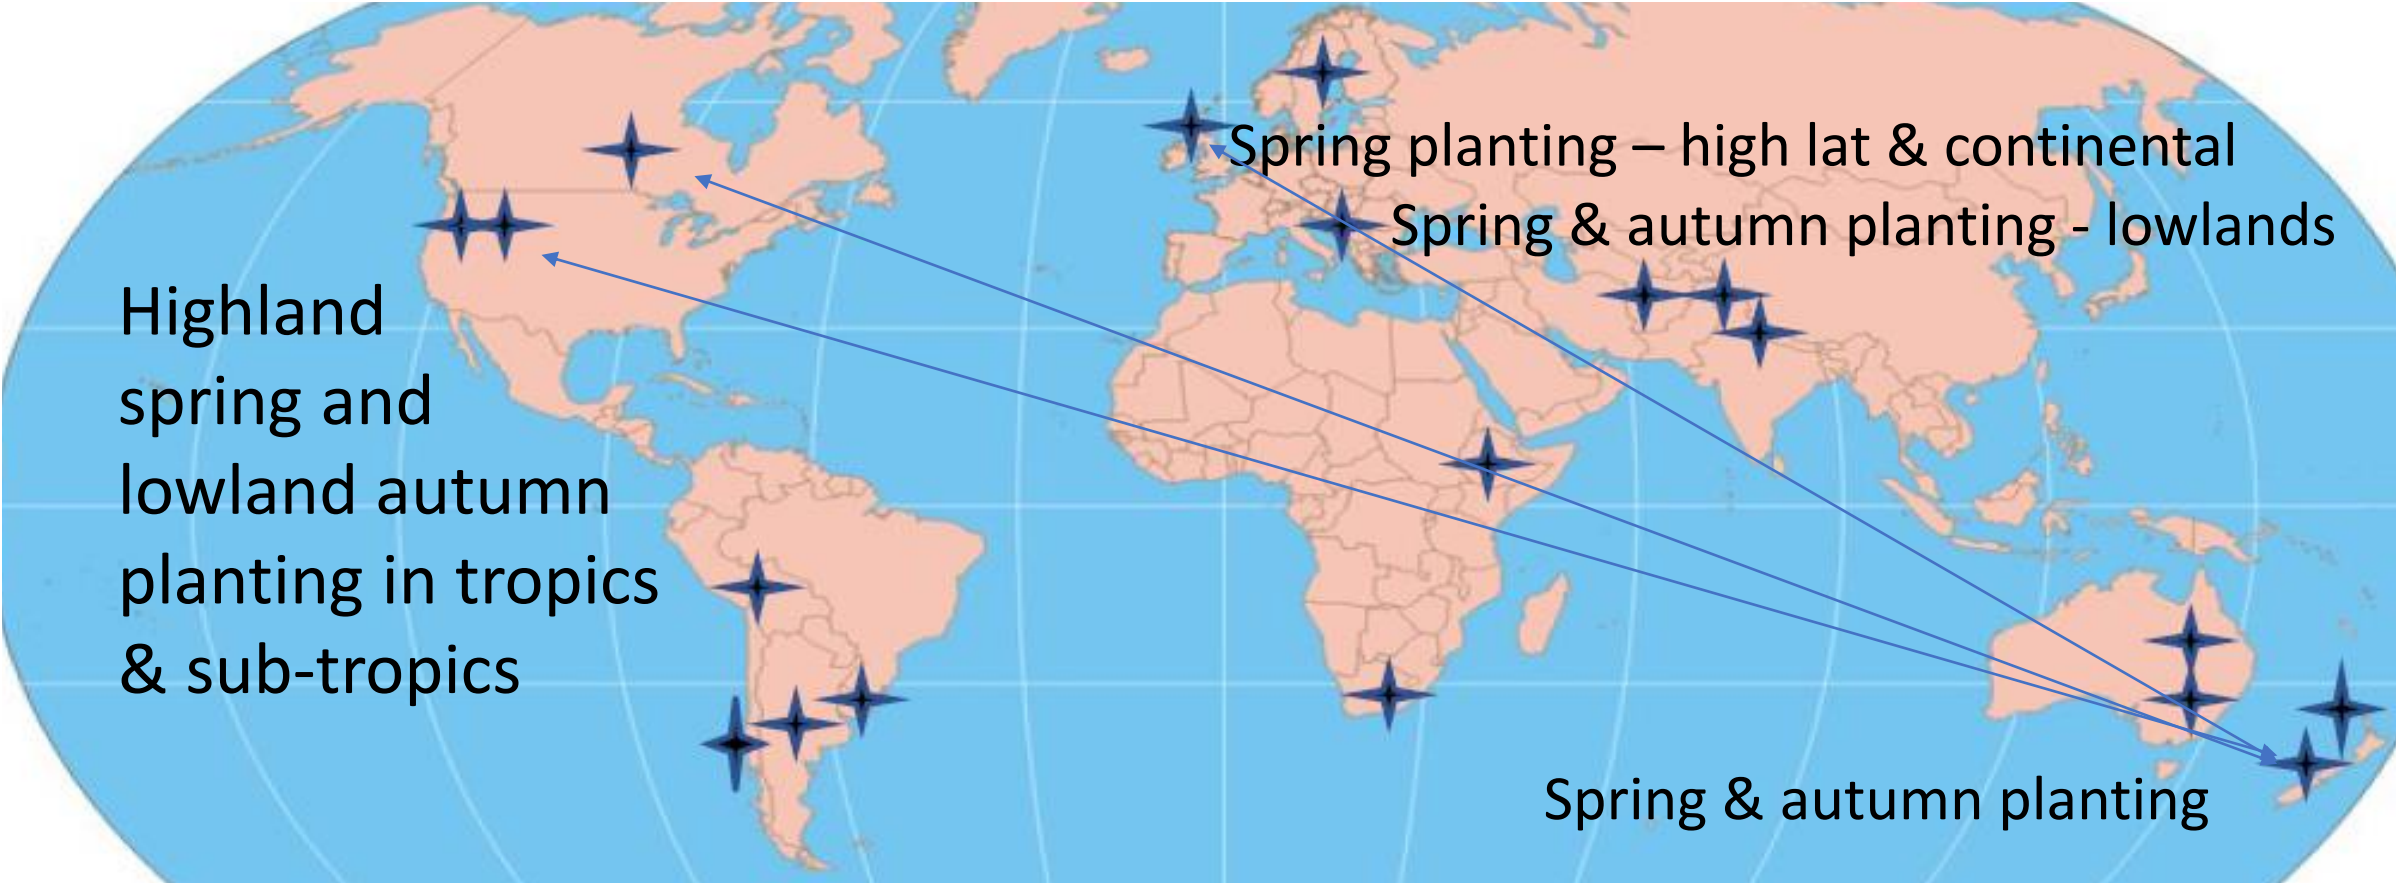 Spring planting – high lat & continental
Spring & autumn planting - lowlands
Highland
spring and
lowland autumn
planting in tropics
& sub-tropics
Spring & autumn planting